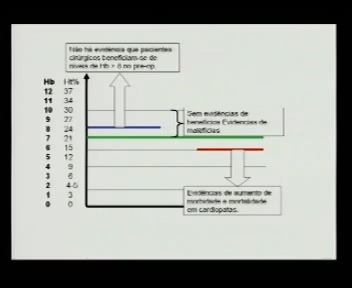 Não há evidência que pacientes
cirúrgicos beneficiam-se de
níveis de Hb > 8 no pre-op.
Hb Ht%
12 37
11 34
10 30
9 27
8 24
7 21
6 15
5 12
4 9
3 6
2 4-5
1 3
0 0
Sem evidências de
benefícios Evidências de
malefícios
Evidências de aumento de
morbidade e mortalidade
em cardiopatas.